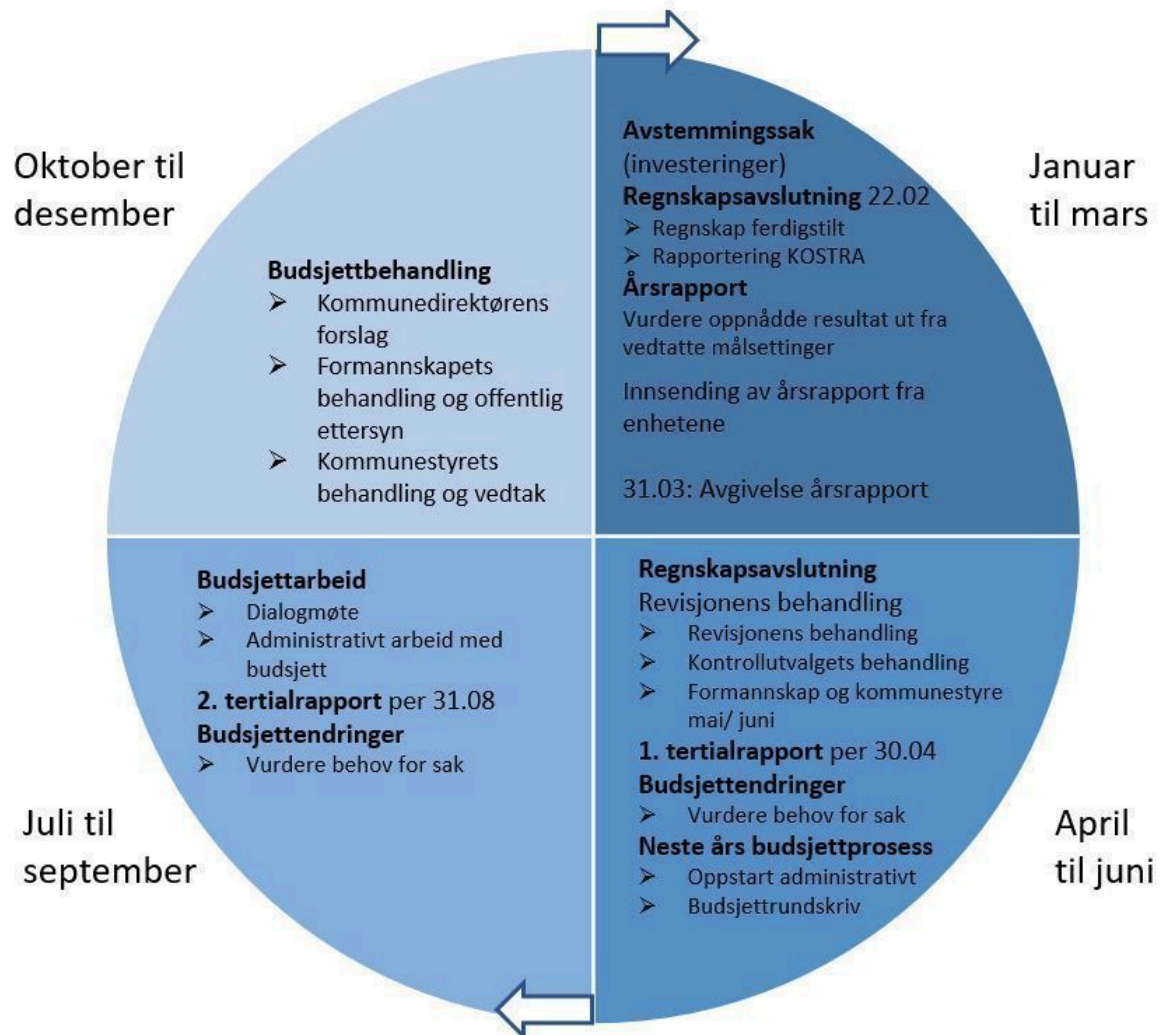 Januar
til mars
Avstemmingssak
(investeringer)
Regnskapsavslutning 22.02
➢ Regnskap ferdigstilt
➢ Rapportering KOSTRA
Årsrapport
Vurdere oppnådde resultat ut fra
vedtatte målsettinger
Innsending av årsrapport fra
enhetene
31.03: Avgivelse årsrapport
April
til juni
Regnskapsavslutning
Revisjonens behandling
➢ Revisjonens behandling
➢ Kontrollutvalgets behandling
➢ Formannskap og kommunestyre
mai/ juni
1. tertialrapport per 30.04
Budsjettendringer
➢ Vurdere behov for sak
Neste års budsjettprosess
➢ Oppstart administrativt
➢ Budsjettrundskriv
Juli til
september
Budsjettarbeid
➢ Dialogmøte
➢ Administrativt arbeid med
budsjett
2. tertialrapport per 31.08
Budsjettendringer
➢ Vurdere behov for sak
Oktober til
desember
Budsjettbehandling
➢ Kommunedirektørens
forslag
➢ Formannskapets
behandling og offentlig
ettersyn
➢ Kommunestyrets
behandling og vedtak